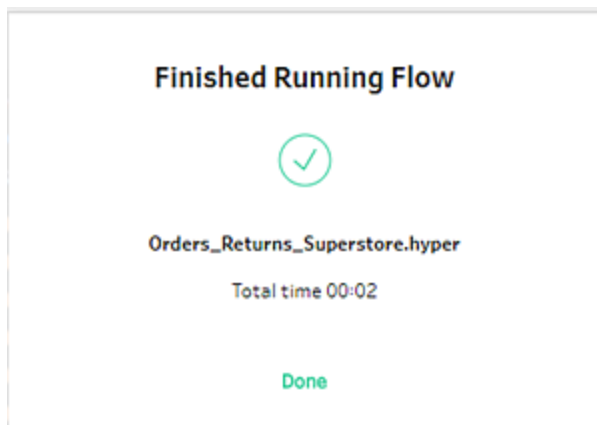 Finished Running Flow
Orders_Returns_Superstore.hyper
Total time 00:02
Done